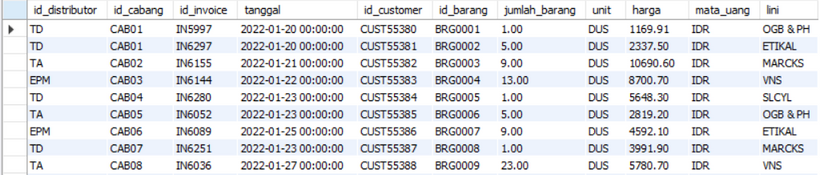 id_distributor id_cabang id_invoice tanggal id_customer id_barang jumlah_barang unit harga mata_uang lini
TD CAB01 IN5997 2022-01-20 00:00:00 CUST55380 BRG0001 1.00 DUS 1169.91 IDR OGB & PH
TD CAB01 IN6297 2022-01-20 00:00:00 CUST55381 BRG0002 5.00 DUS 2337.50 IDR ETIKAL
TA CAB02 IN6155 2022-01-21 00:00:00 CUST55382 BRG0003 9.00 DUS 10690.60 IDR MARCKS
EPM CAB03 IN6144 2022-01-22 00:00:00 CUST55383 BRG0004 13.00 DUS 8700.70 IDR VNS
TD CAB04 IN6280 2022-01-23 00:00:00 CUST55384 BRG0005 1.00 DUS 5648.30 IDR SLCYL
TA CAB05 IN6052 2022-01-23 00:00:00 CUST55385 BRG0006 5.00 DUS 2819.20 IDR OGB & PH
EPM CAB06 IN6089 2022-01-25 00:00:00 CUST55386 BRG0007 9.00 DUS 4592.10 IDR ETIKAL
TD CAB07 IN6251 2022-01-23 00:00:00 CUST55387 BRG0008 1.00 DUS 3991.90 IDR MARCKS
TA CAB08 IN6036 2022-01-27 00:00:00 CUST55388 BRG0009 23.00 DUS 5780.70 IDR VNS